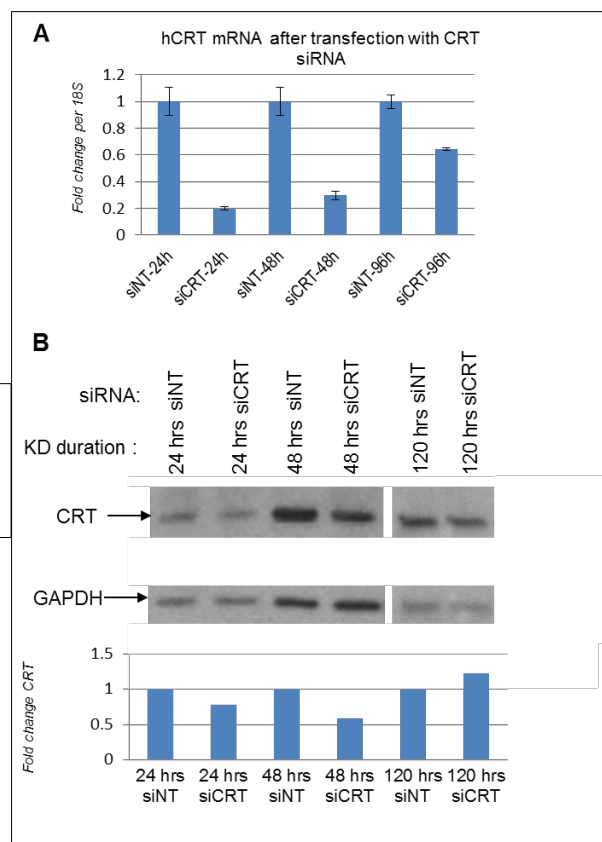 A
hCRT mRNA after transfection with CRT
siRNA
Fold change per 18S
1.2
1
0.8
0.6
0.4
0.2
0
siNT-24h
siCRT-24h
siNT-48h
siCRT-48h
siNT-96h
siCRT-96h
B
siRNA:
KD duration :
24 hrs siNT
24 hrs siCRT
48 hrs siNT
48 hrs siCRT
120 hrs siNT
120 hrs siCRT
CRT
GAPDH
Fold change CRT
1.5
1
0.5
0
24 hrs siNT
24 hrs siCRT
48 hrs siNT
48 hrs siCRT
120 hrs siNT
120 hrs siCRT